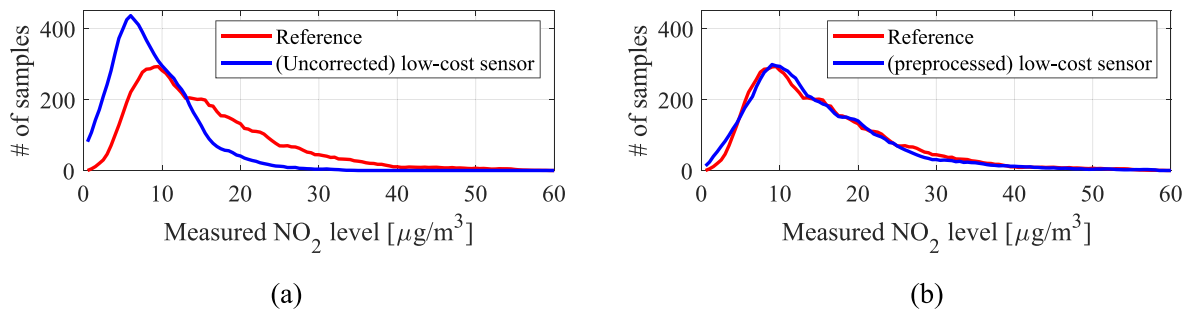 400
200
0
# of samples
Reference
(Uncorrected) low-cost sensor
0 10 20 30 40 50 60
Measured NO₂ level [μg/m³]
(a)
400
200
0
# of samples
Reference
(preprocessed) low-cost sensor
0 10 20 30 40 50 60
Measured NO₂ level [μg/m³]
(b)